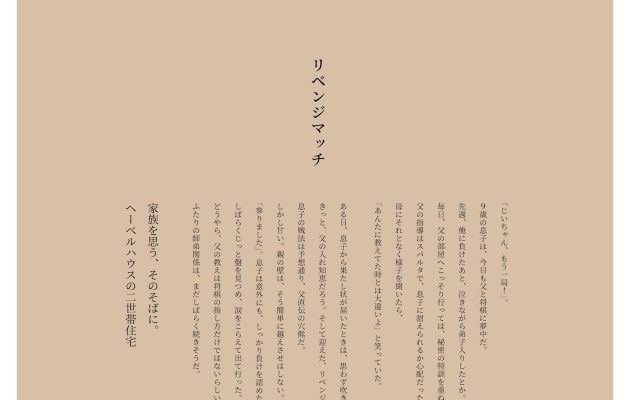 リベンジマッチ
「じいちゃん、もう一局！」。
９歳の息子は、今日も父と将棋に夢中だ。
先週、俺に負けたあと、泣きながら弟子入りしたとか。
毎日、父の部屋へこっそり行っては、秘密の特訓を重ね
父の指導はスパルタで、息子に耐えられるか心配だった
母にそれとなく様子を聞いたら、
「あんたに教えてた時とは大違いよ」と笑っていた。
ある日、息子から果たし状が届いたときは、思わず吹き
きっと、父の入れ知恵だろう。そして迎えた、リベンジ
息子の戦法は予想通り、父直伝の穴熊だ。
しかし甘い。親の壁は、そう簡単に越えさせはしない。
「参りました」。息子は意外にも、しっかり負けを認めた
しばらくじっと盤を見つめ、涙をこらえて出て行った。
どうやら、父の教えは将棋の指し方だけではないらしい
ふたりの師弟関係は、まだしばらく続きそうだ。
家族を思う、そのそばに。
ヘーベルハウスの二世帯住宅